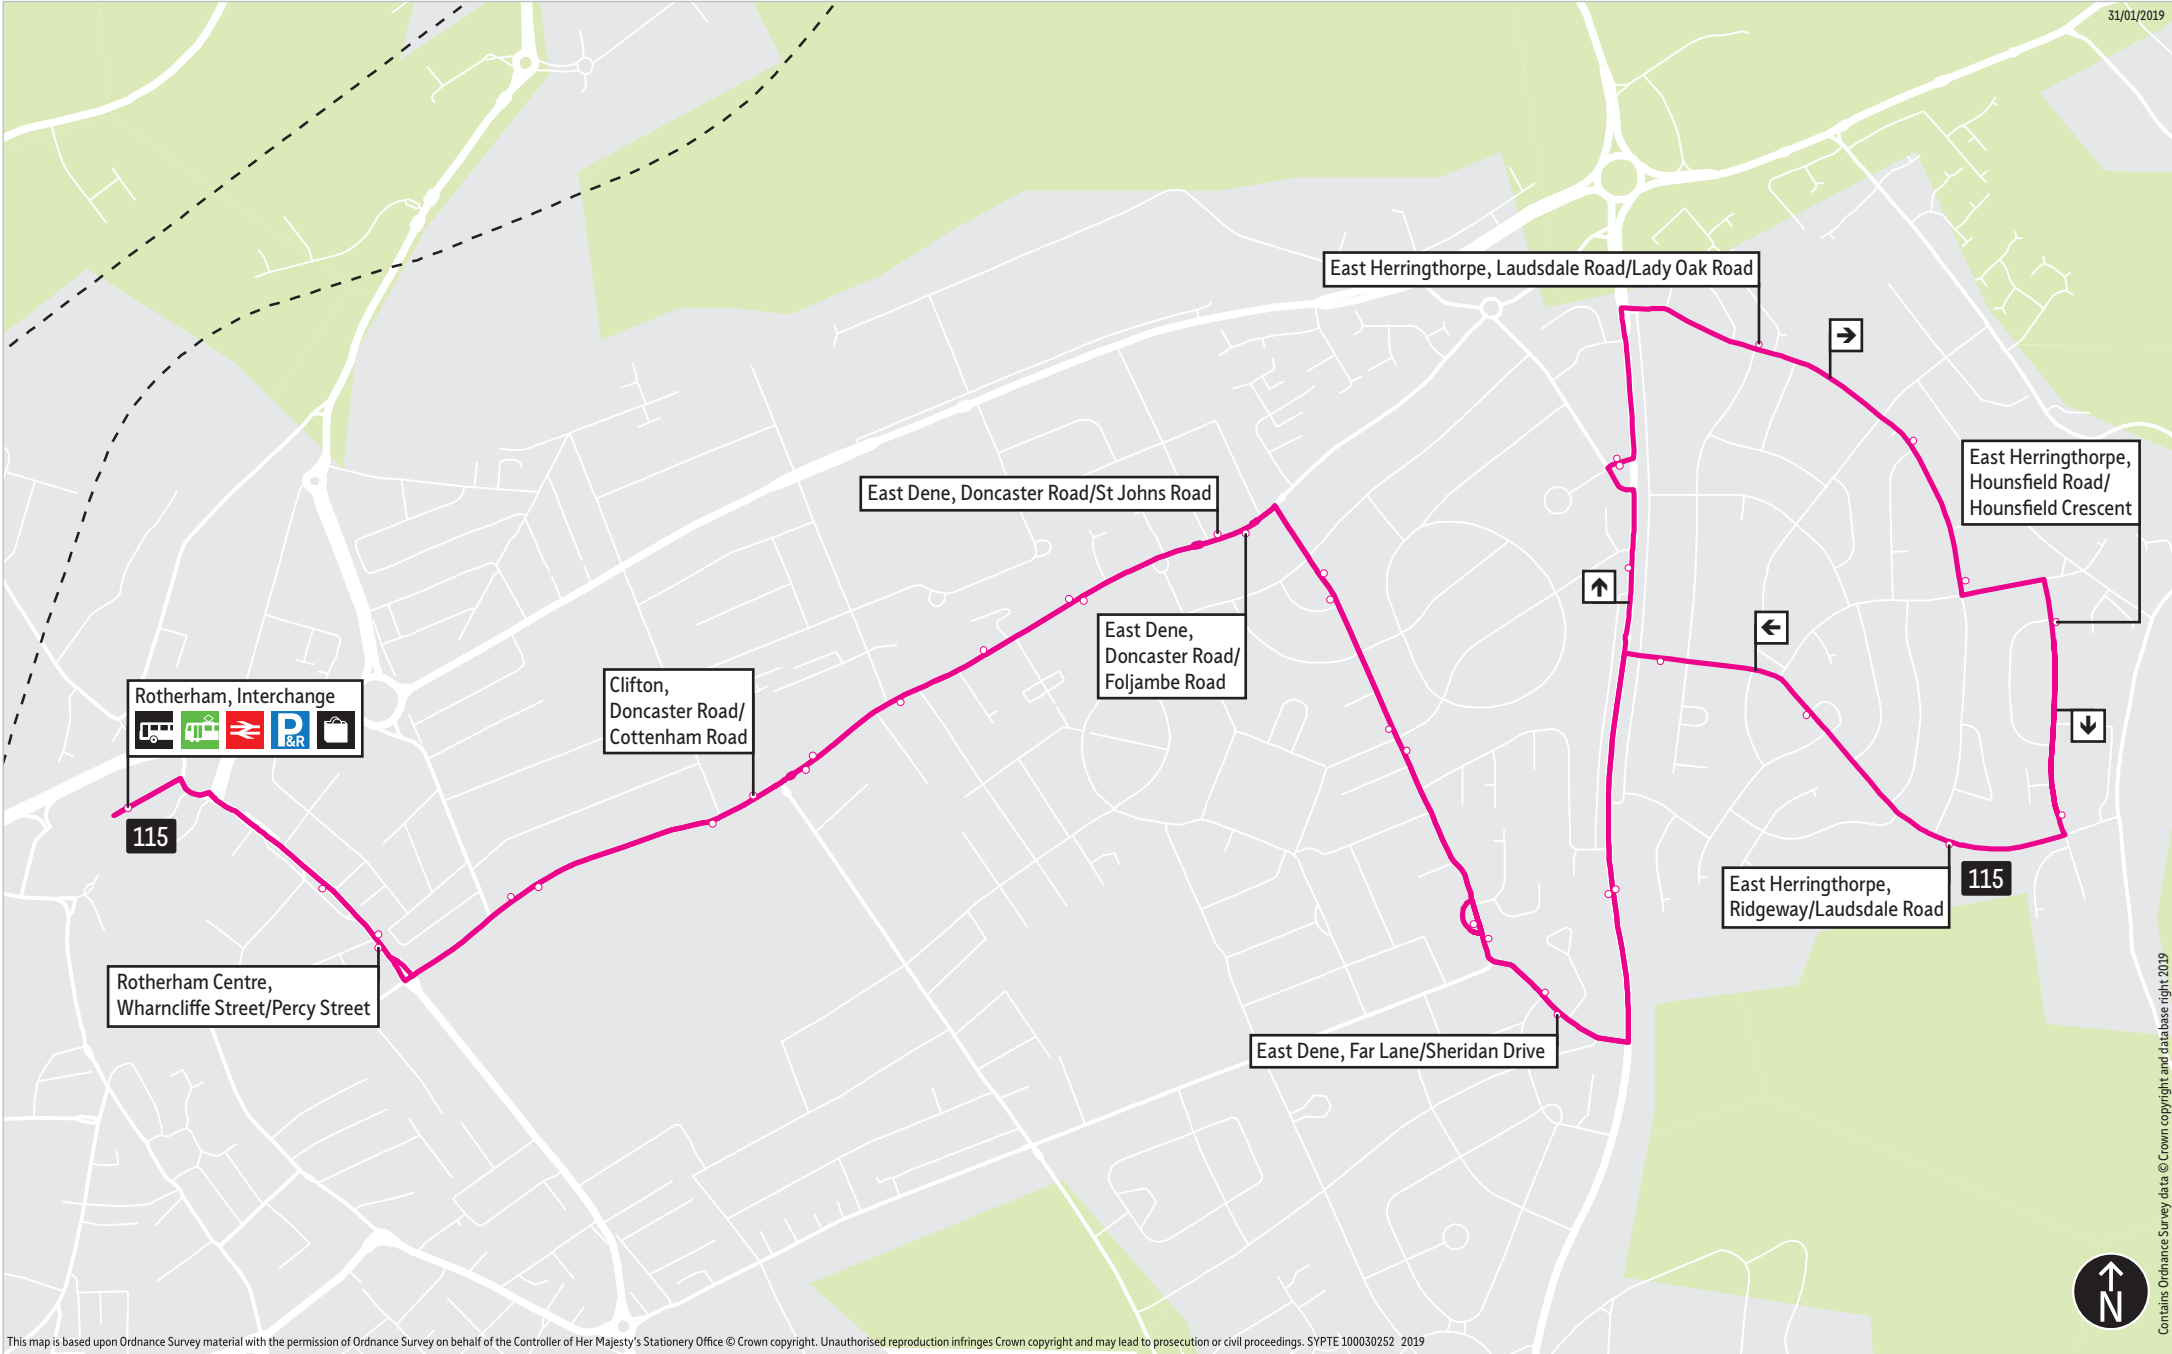 31/01/2019
East Herringthorpe, Laudsdale Road/Lady Oak Road
East Herringthorpe,
Hounsfield Road/
Hounsfield Crescent
East Dene, Doncaster Road/St Johns Road
East Dene,
Doncaster Road/
Foljambe Road
Clifton,
Doncaster Road/
Cottenham Road
Rotherham, Interchange
P
&R
115
East Herringthorpe,
Ridgeway/Laudsdale Road
115
Rotherham Centre,
Wharncliffe Street/Percy Street
East Dene, Far Lane/Sheridan Drive
N
Contains Ordnance Survey data © Crown copyright and database right 2019
This map is based upon Ordnance Survey material with the permission of Ordnance Survey on behalf of the Controller of Her Majesty's Stationery Office © Crown copyright. Unauthorised reproduction infringes Crown copyright and may lead to prosecution or civil proceedings. SYPTE 100030252 2019